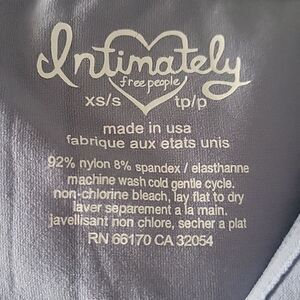 Intimately
free people
xs/s tp/p
made in usa
fabrique aux etats unis
92% nylon 8% spandex / elasthanne
machine wash cold gentle cycle.
non-chlorine bleach, lay flat to dry
laver separement a la main.
javellisant non chlore, secher a plat
RN 66170 CA 32054